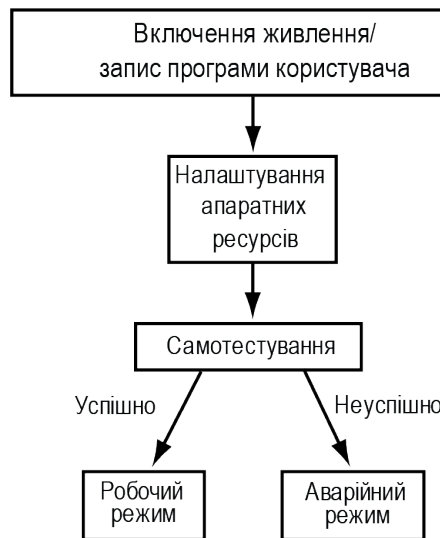 Включення живлення/
запис програми користувача
Налаштування
апаратних
ресурсів
Самотестування
Успішно
Неуспішно
Робочий
режим
Аварійний
режим